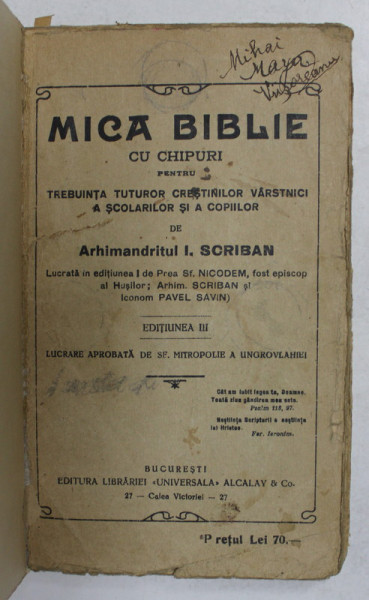 Mihai
Maya
MICA BIBLIE
CU CHIPURI
PENTRU
TREBUINȚA TUTUROR CREȘTINILOR VÂRSTNICI
A ȘCOLARILOR ȘI A COPIILOR
DE
Arhimandritul I. SCRIBAN
Lucrată în edițiunea I de Prea Sf. NICODEM, fost episcop
al Hușilor; Arhim. SCRIBAN și
Iconom PAVEL SAVIN)
EDIȚIUNEA III
LUCRARE APROBATĂ DE SF. MITROPOLIE A UNGROVLAHIEI
Cât am iubit legea ta, Doamne.
Toată ziua gândirea mea este.
Psalm 118, 97.
Neștiința Scripturii e neștiința
lui Hristos.
Fer. Ieronim.
BUCUREȘTI
EDITURA LIBRĂRIEI «UNIVERSALA» ALCALAY & Co.
27 — Calea Victoriei — 27
Prețul Lei 70.—